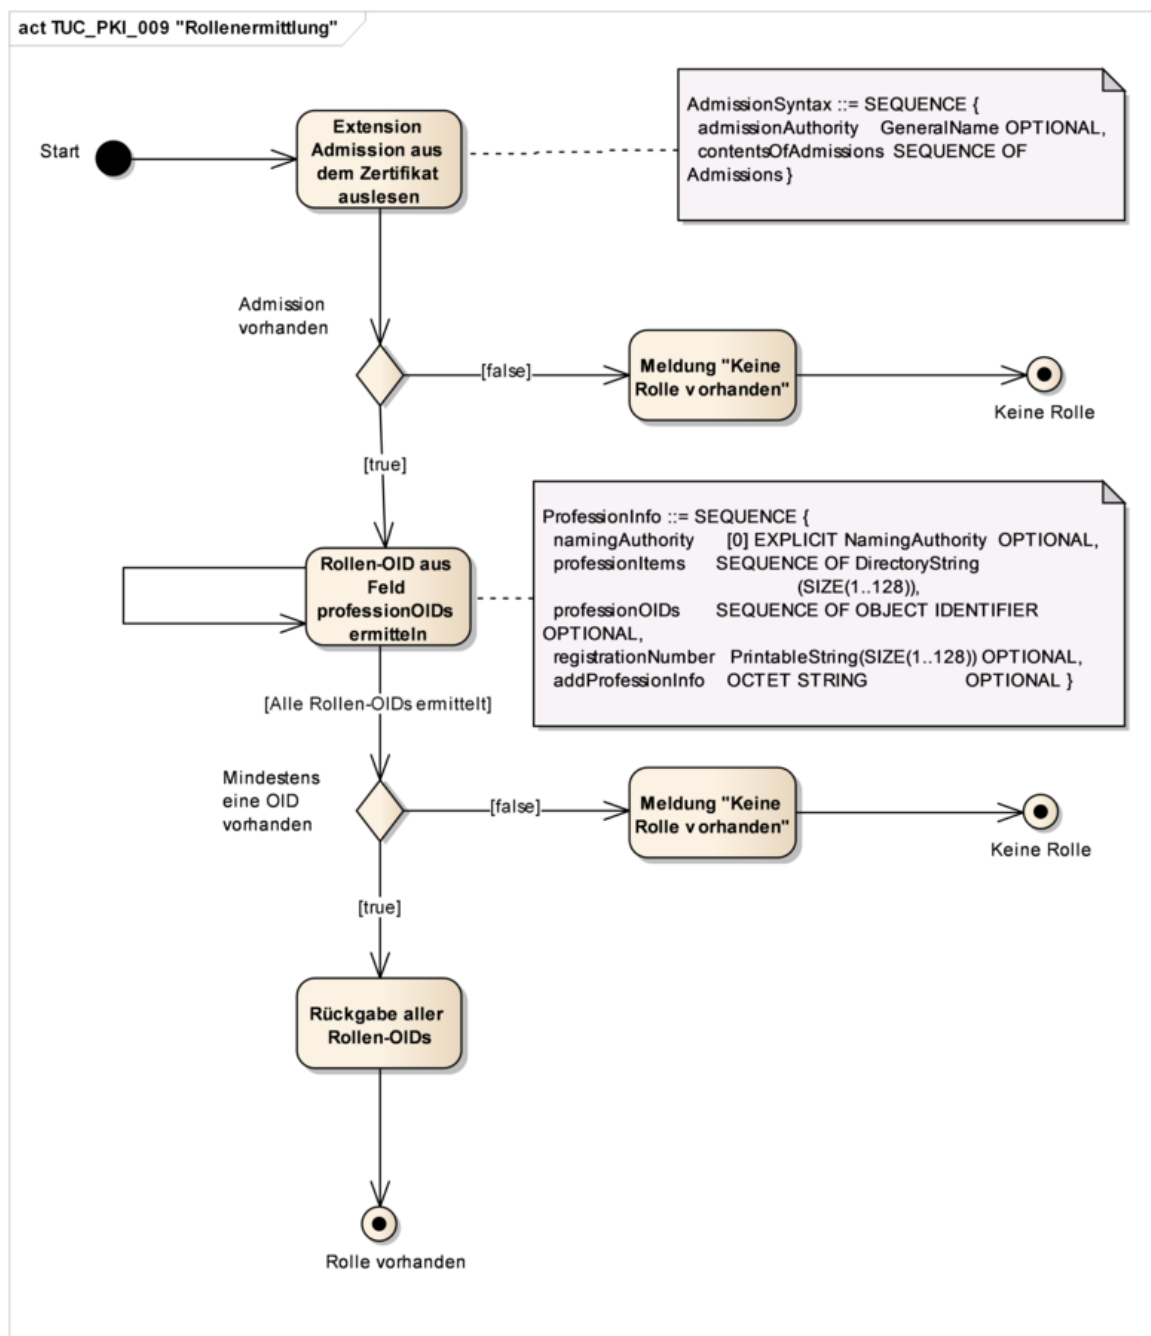 act TUC_PKI_009 "Rollenermittlung"
Start
Extension
Admission aus
dem Zertifikat
auslesen
AdmissionSyntax ::= SEQUENCE {
admissionAuthority GeneralName OPTIONAL,
contentsOfAdmissions SEQUENCE OF
Admissions }
Admission
vorhanden
[false]
Meldung "Keine
Rolle vorhanden"
Keine Rolle
[true]
Rollen-OID aus
Feld
professionOIDs
ermitteln
ProfessionInfo ::= SEQUENCE {
namingAuthority [0] EXPLICIT NamingAuthority OPTIONAL,
professionItems SEQUENCE OF DirectoryString
(SIZE(1..128)),
professionOIDs SEQUENCE OF OBJECT IDENTIFIER
OPTIONAL,
registrationNumber PrintableString(SIZE(1..128)) OPTIONAL,
addProfessionInfo OCTET STRING OPTIONAL }
[Alle Rollen-OIDs ermittelt]
Mindestens
eine OID
vorhanden
[false]
Meldung "Keine
Rolle vorhanden"
Keine Rolle
[true]
Rückgabe aller
Rollen-OIDs
Rolle vorhanden